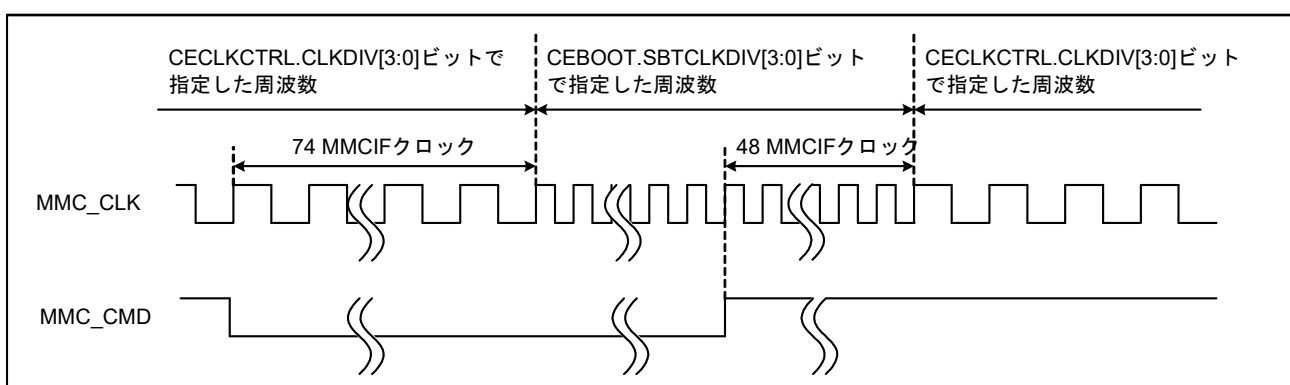 CECLKCTRL.CLKDIV[3:0]ビットで
指定した周波数
CEBOOT.SBTCLKDIV[3:0]ビット
で指定した周波数
CECLKCTRL.CLKDIV[3:0]ビット
で指定した周波数
74 MMCIFクロック
48 MMCIFクロック
MMC_CLK
MMC_CMD